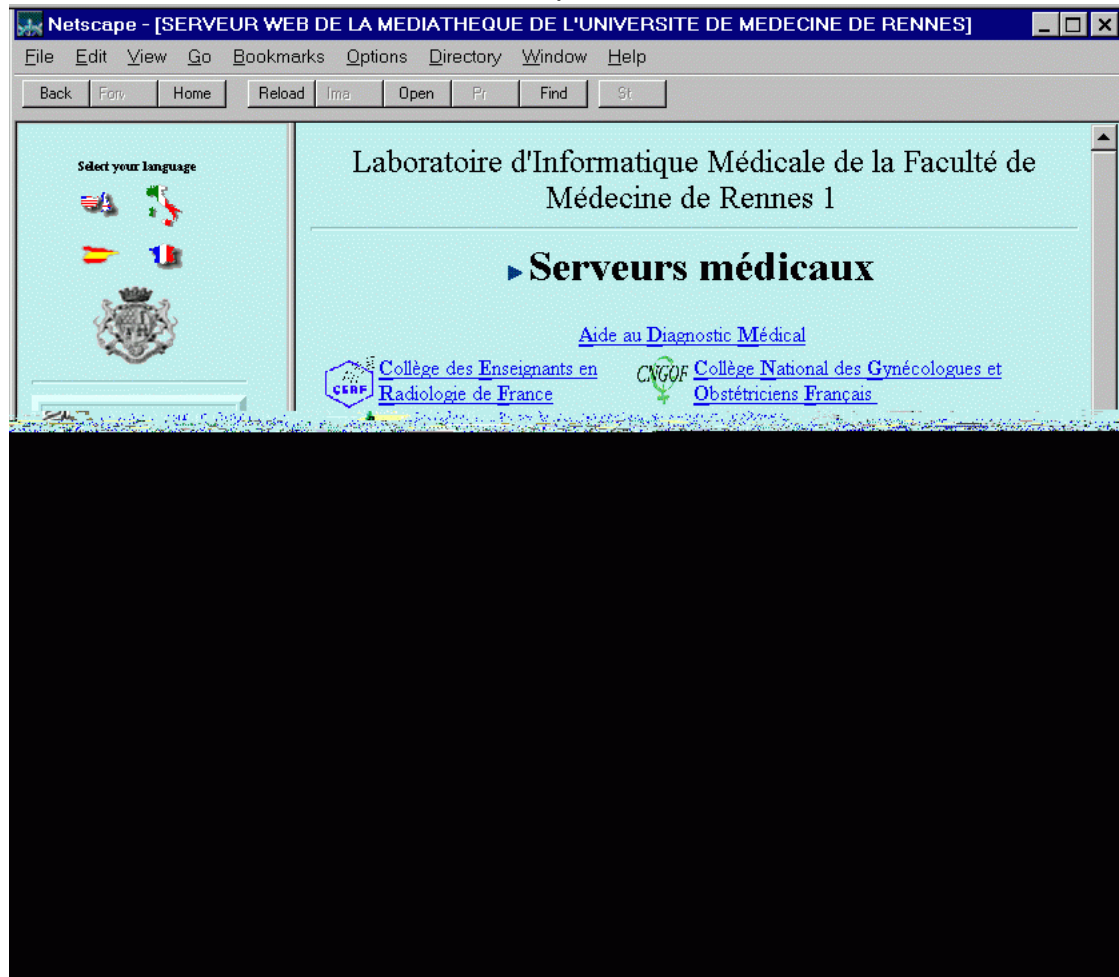 Netscape - [SERVEUR WEB DE LA MEDIATHEQUE DE L'UNIVERSITE DE MEDECINE DE RENNES]
File Edit View Go Bookmarks Options Directory Window Help
Back Forw Home Reload Ima Open Pr Find St
Select your language
Laboratoire d'Informatique Médicale de la Faculté de
Médecine de Rennes 1
Serveurs médicaux
Aide au Diagnostic Médical
CERF
Collège des Enseignants en
Radiologie de France
CNGOF
Collège National des Gynécologues et
Obstétriciens Français